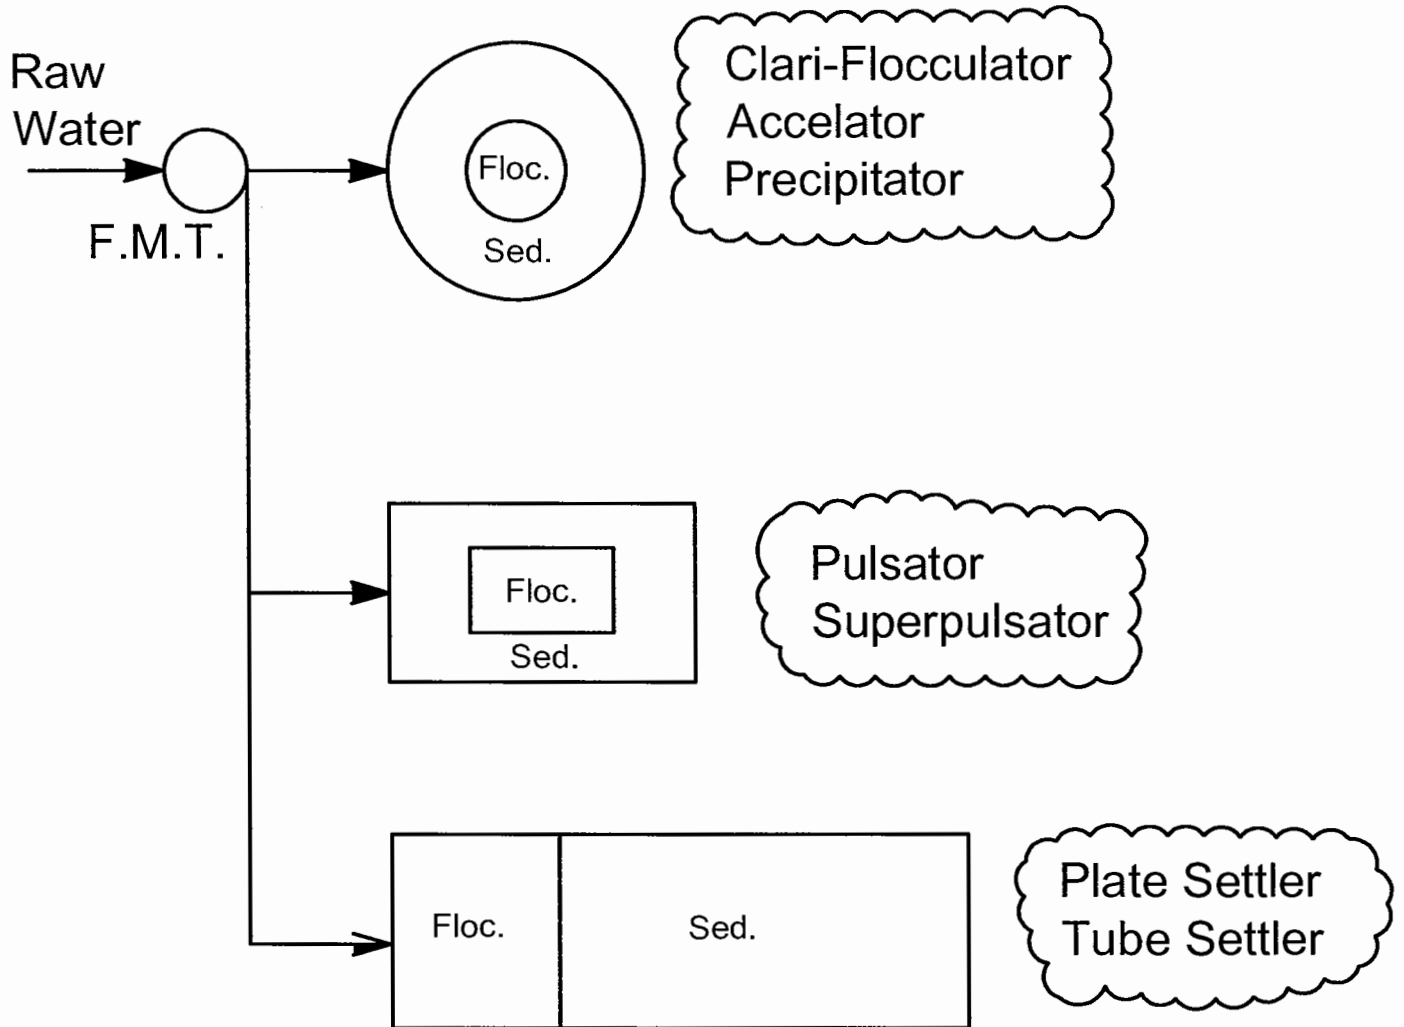 Raw
Water
F.M.T.
Floc.
Sed.
Clari-Flocculator
Accelator
Precipitator
Floc.
Sed.
Pulsator
Superpulsator
Floc.
Sed.
Plate Settler
Tube Settler